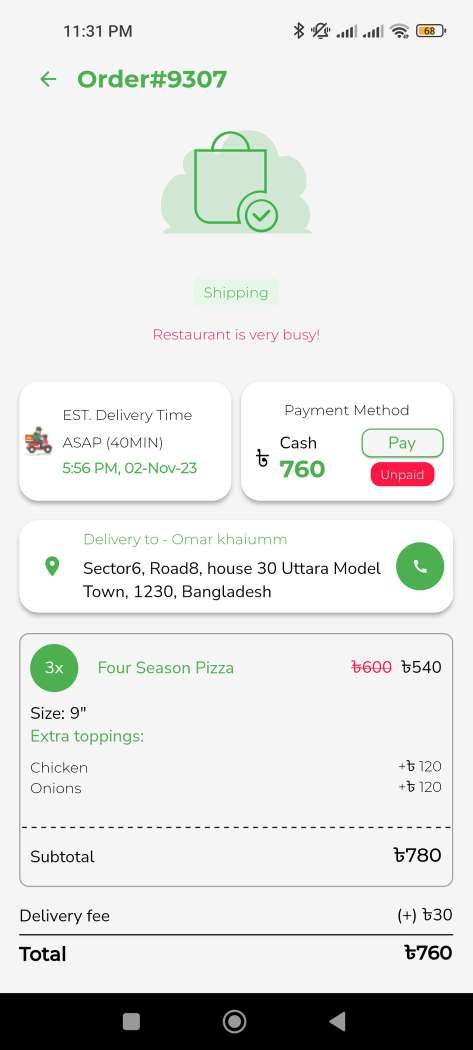 11:31 PM
68
Order#9307
Shipping
Restaurant is very busy!
EST. Delivery Time
ASAP (40MIN)
5:56 PM, 02-Nov-23
Payment Method
Cash
Pay
৳ 760
Unpaid
Delivery to - Omar khaiumm
Sector6, Road8, house 30 Uttara Model
Town, 1230, Bangladesh
3x Four Season Pizza ৳600 ৳540
Size: 9"
Extra toppings:
Chicken +৳ 120
Onions +৳ 120
Subtotal ৳780
Delivery fee (+) ৳30
Total ৳760